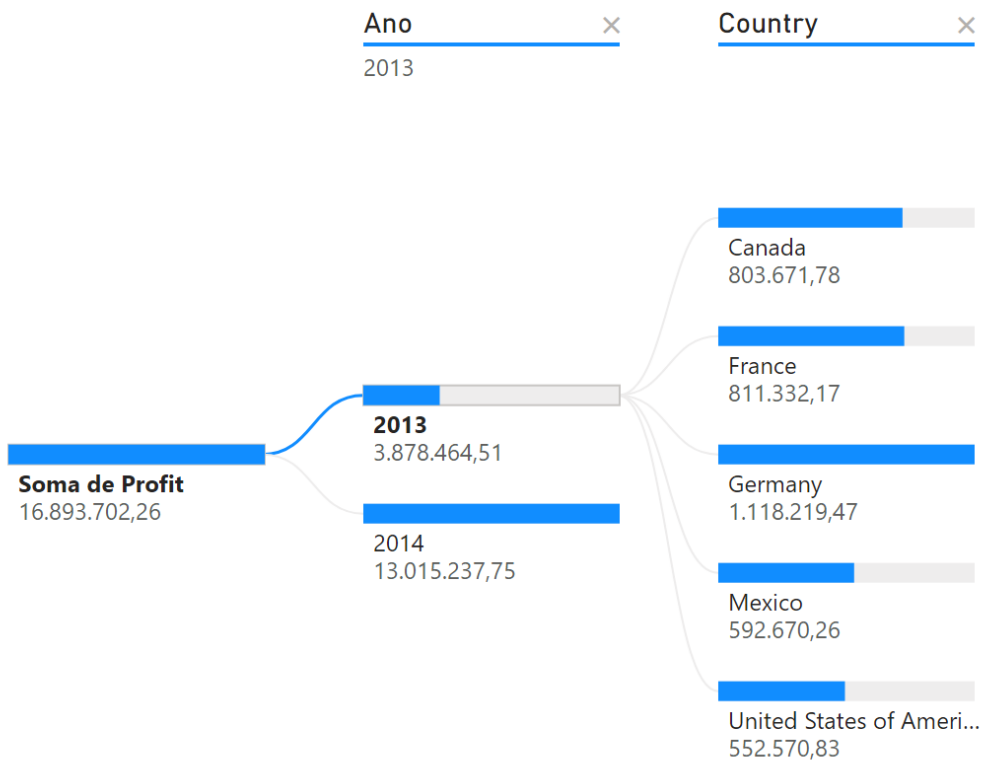 Ano
Country
2013
Canada
803.671,78
France
811.332,17
2013
3.878.464,51
Soma de Profit
16.893.702,26
Germany
1.118.219,47
2014
13.015.237,75
Mexico
592.670,26
United States of Ameri...
552.570,83